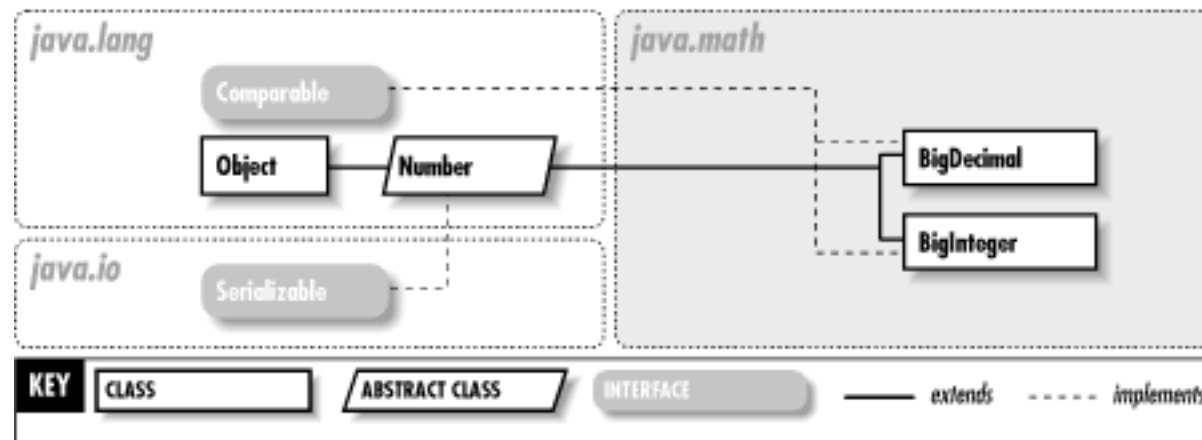 java.lang
java.math
Comparable
Object
Number
BigDecimal
BigInteger
java.io
Serializable
KEY CLASS ABSTRACT CLASS INTERFACE extends implements